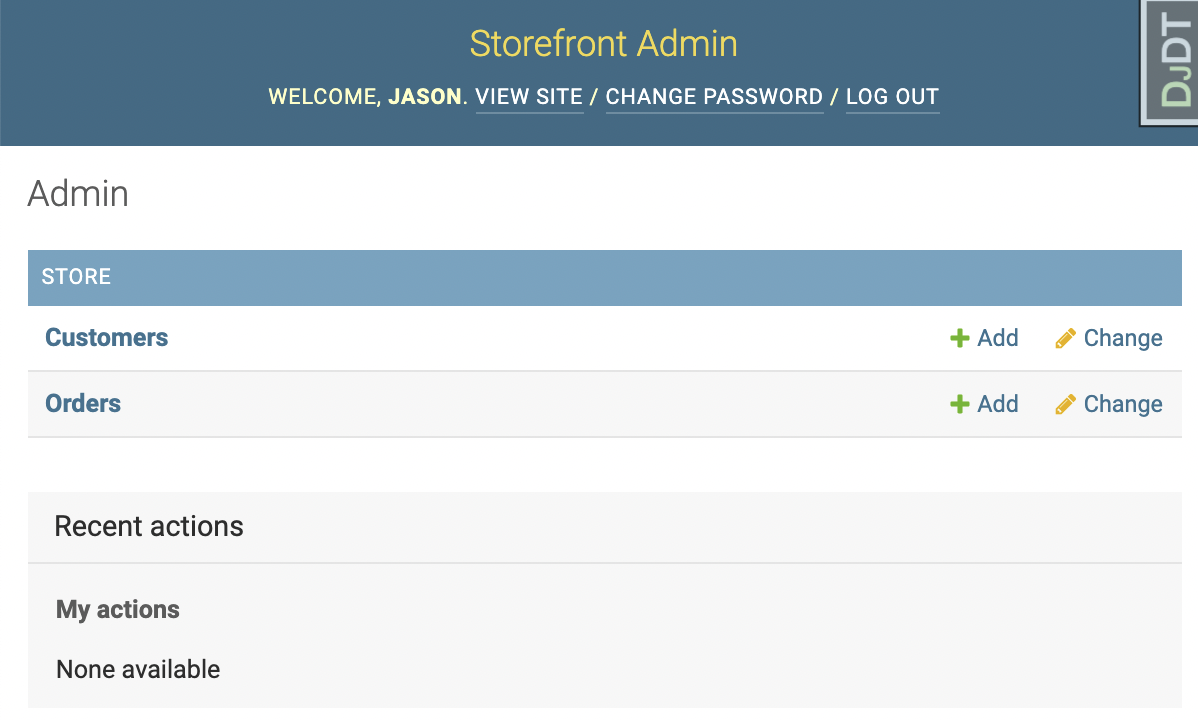 Storefront Admin
WELCOME, JASON. VIEW SITE / CHANGE PASSWORD / LOG OUT
DJDT
Admin
STORE
Customers Add Change
Orders Add Change
Recent actions
My actions
None available